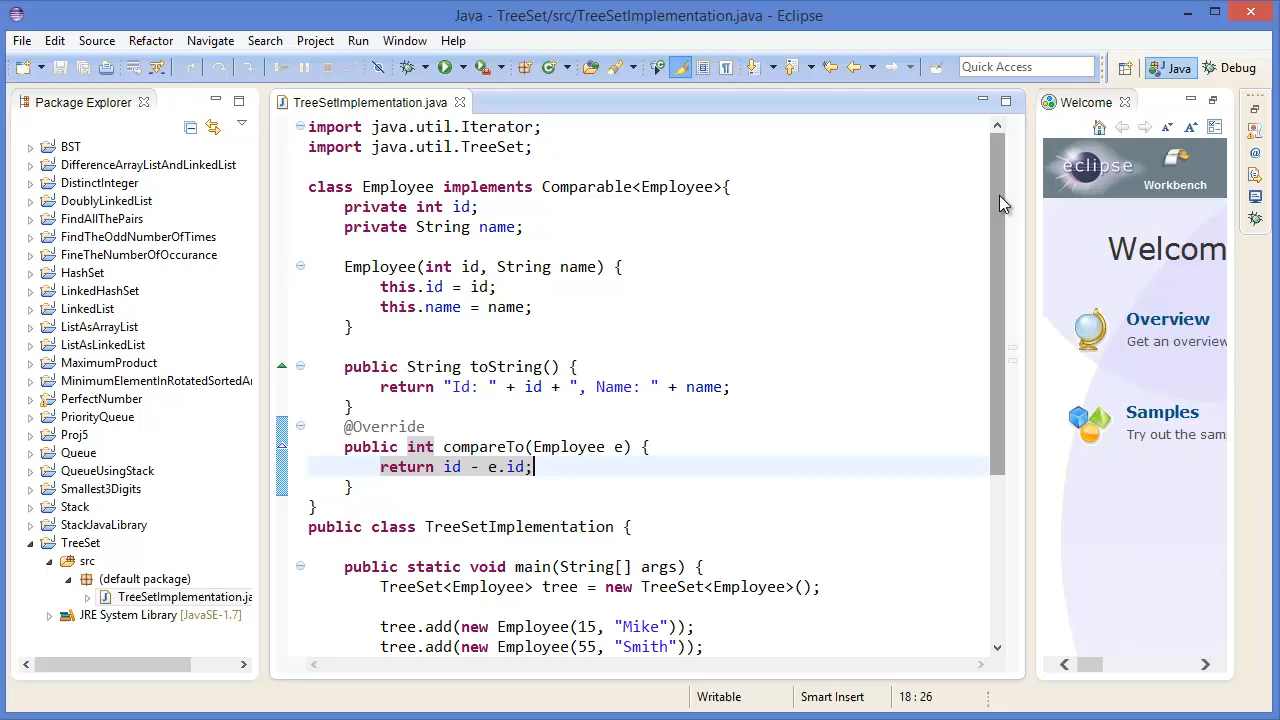 Java - TreeSet/src/TreeSetImplementation.java - Eclipse
File Edit Source Refactor Navigate Search Project Run Window Help
Quick Access
Java
Debug
Package Explorer
BST
DifferenceArrayListAndLinkedList
DistinctInteger
DoublyLinkedList
FindAllThePairs
FindTheOddNumberOfTimes
FineTheNumberOfOccurance
HashSet
LinkedHashSet
LinkedList
ListAsArrayList
ListAsLinkedList
MaximumProduct
MinimumElementInRotatedSortedAr
PerfectNumber
PriorityQueue
Proj5
Queue
QueueUsingStack
Smallest3Digits
Stack
StackJavaLibrary
TreeSet
src
(default package)
TreeSetImplementation.ja
JRE System Library [JavaSE-1.7]
TreeSetImplementation.java
import java.util.Iterator;
import java.util.TreeSet;
class Employee implements Comparable<Employee>{
private int id;
private String name;
Employee(int id, String name) {
this.id = id;
this.name = name;
}
public String toString() {
return "Id: " + id + ", Name: " + name;
}
@Override
public int compareTo(Employee e) {
return id - e.id;
}
}
public class TreeSetImplementation {
public static void main(String[] args) {
TreeSet<Employee> tree = new TreeSet<Employee>();
tree.add(new Employee(15, "Mike"));
tree.add(new Employee(55, "Smith"));
Welcome
eclipse
Workbench
Welcom
Overview
Get an overview
Samples
Try out the sam
Writable
Smart Insert
18 : 26